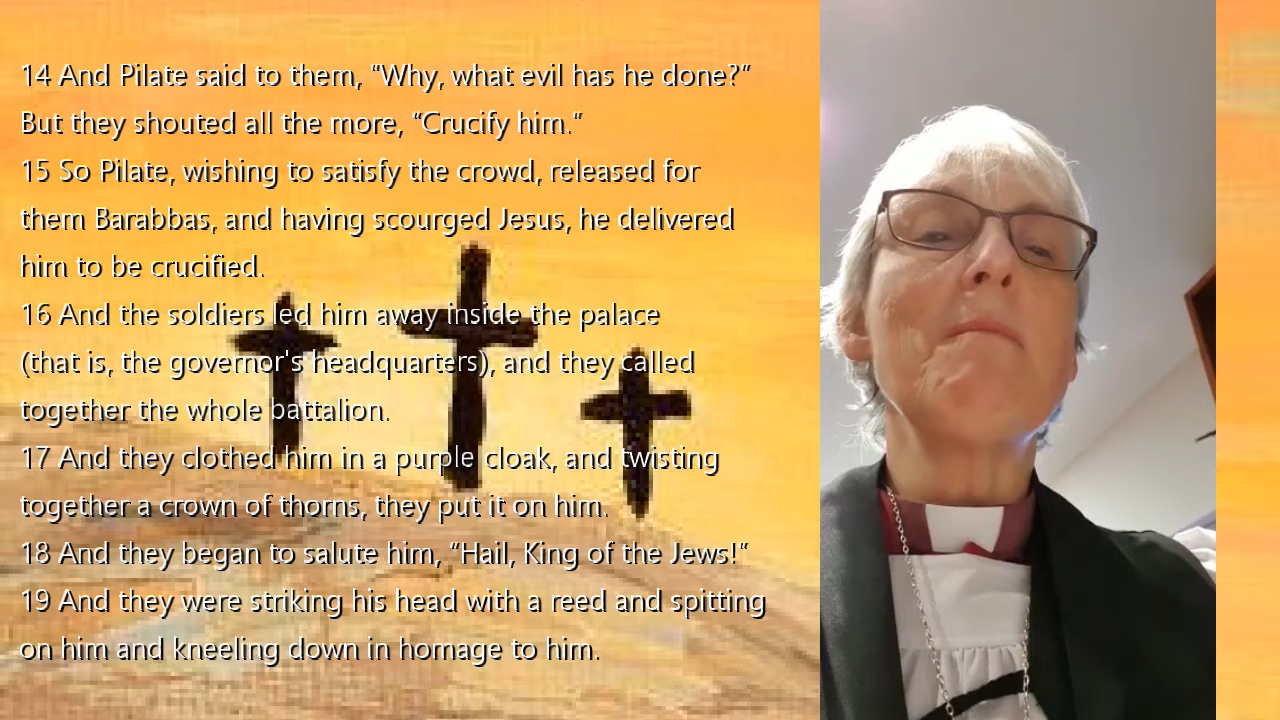 14 And Pilate said to them, “Why, what evil has he done?”
But they shouted all the more, “Crucify him.”
15 So Pilate, wishing to satisfy the crowd, released for
them Barabbas, and having scourged Jesus, he delivered
him to be crucified.
16 And the soldiers led him away inside the palace
(that is, the governor's headquarters), and they called
together the whole battalion.
17 And they clothed him in a purple cloak, and twisting
together a crown of thorns, they put it on him.
18 And they began to salute him, “Hail, King of the Jews!”
19 And they were striking his head with a reed and spitting
on him and kneeling down in homage to him.